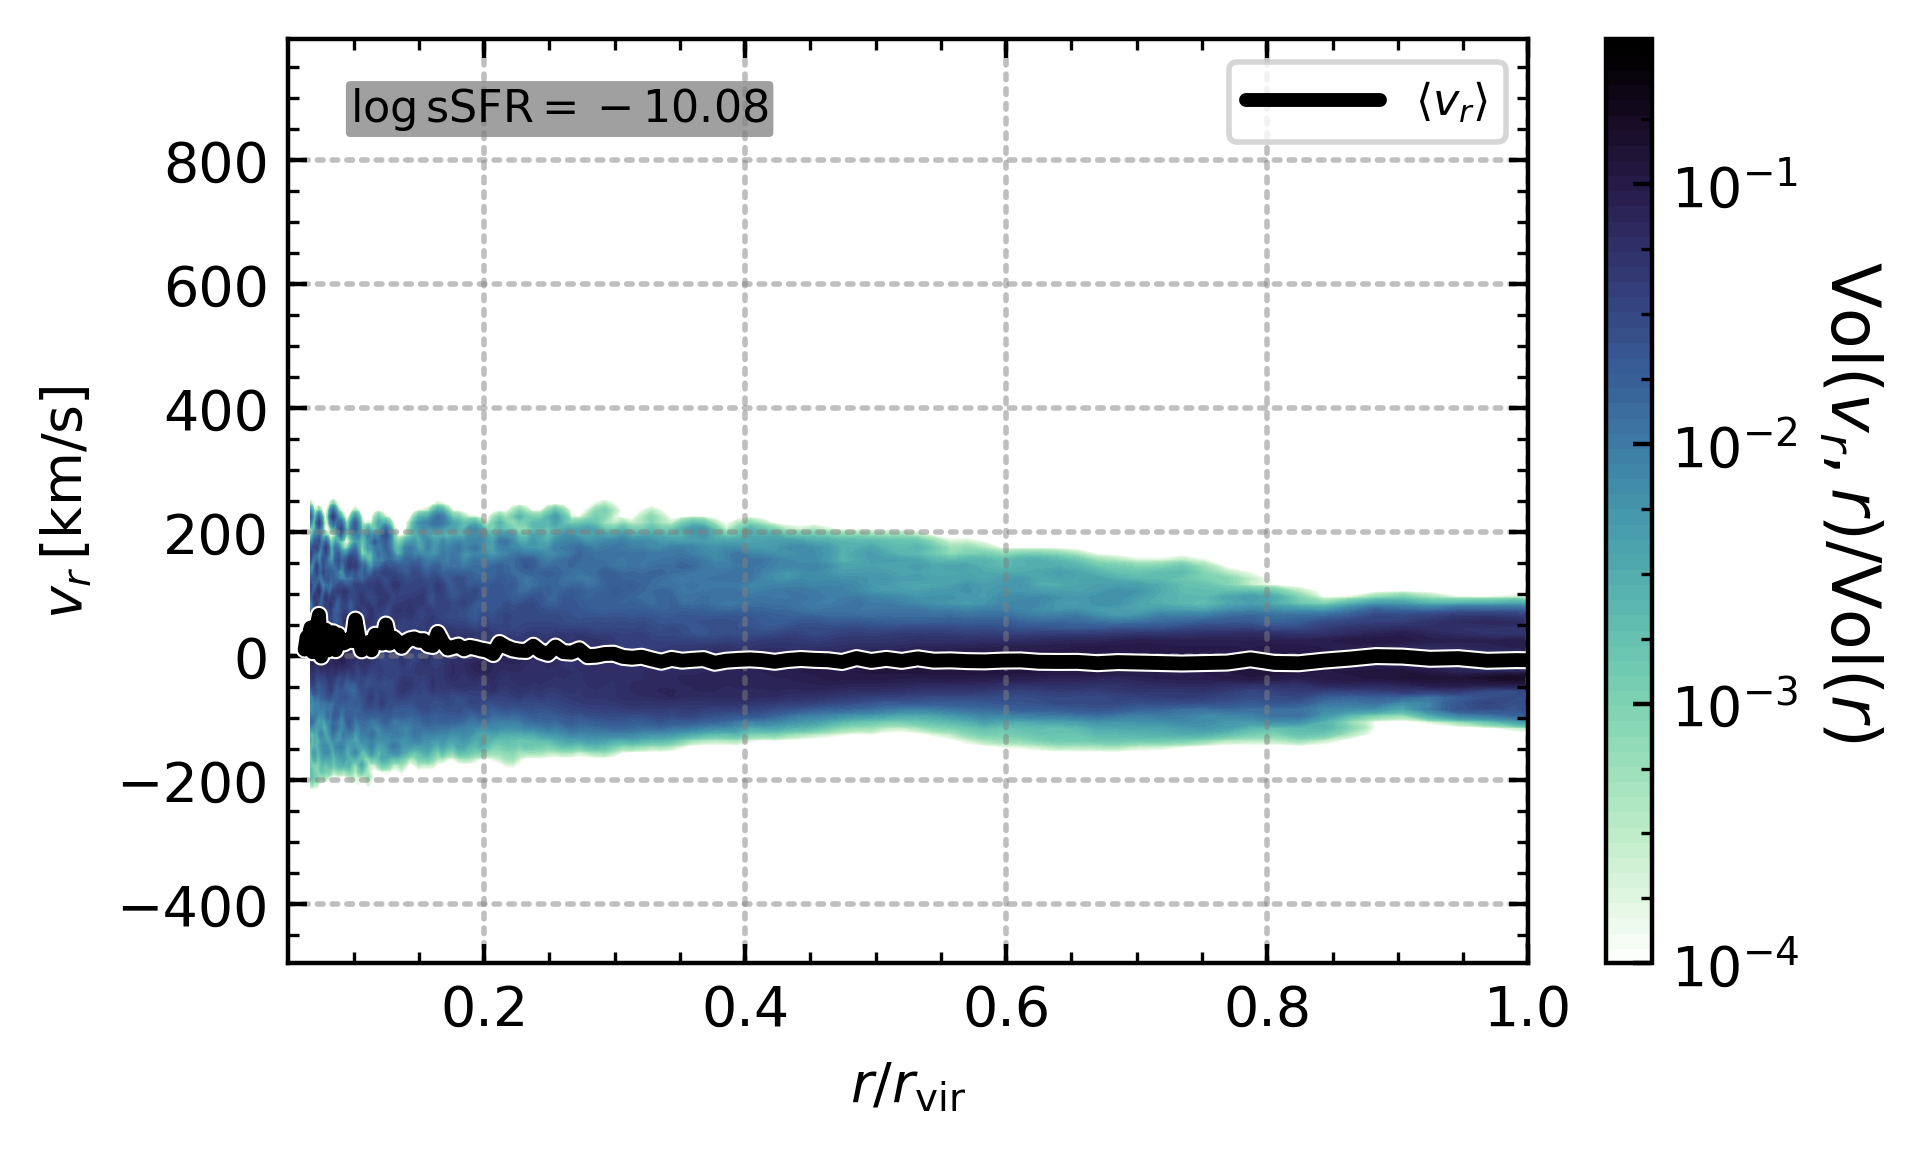 log sSFR = −10.08
⟨v_r⟩
800
600
400
200
0
−200
−400
v_r [km/s]
0.2 0.4 0.6 0.8 1.0
r/r_vir
10⁻¹
10⁻²
10⁻³
10⁻⁴
Vol(v_r, r)/Vol(r)